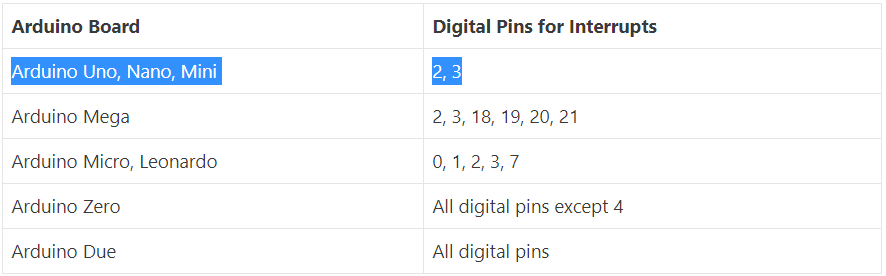 Arduino Board Digital Pins for Interrupts
Arduino Uno, Nano, Mini 2, 3
Arduino Mega 2, 3, 18, 19, 20, 21
Arduino Micro, Leonardo 0, 1, 2, 3, 7
Arduino Zero All digital pins except 4
Arduino Due All digital pins